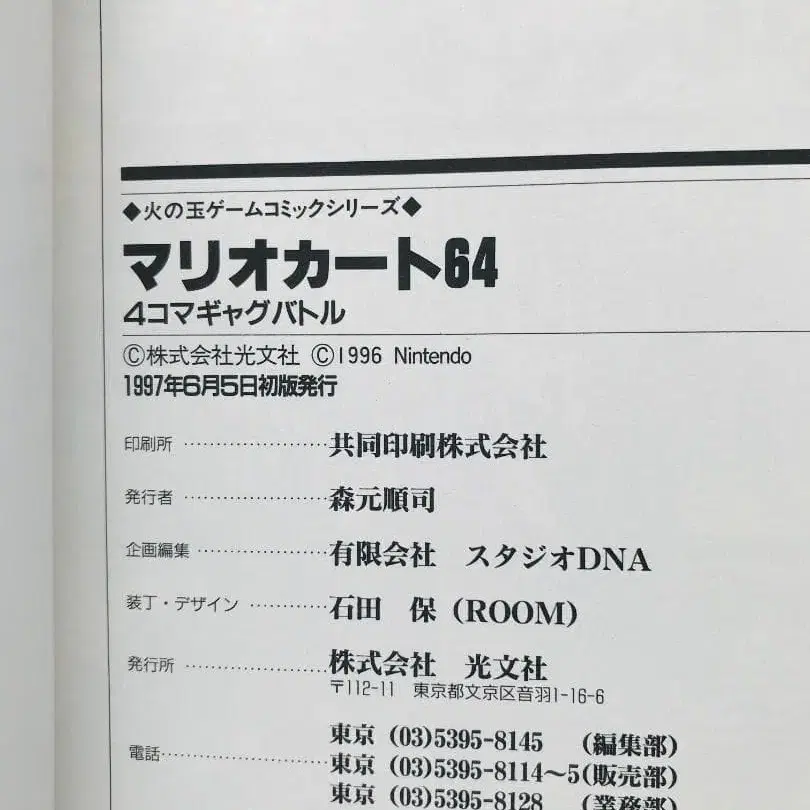 ◆火の玉ゲームコミックシリーズ◆
マリオカート64
4コマギャグバトル
Ⓒ株式会社光文社 Ⓒ1996 Nintendo
1997年6月5日初版発行
印刷所 ……………………共同印刷株式会社
発行者 ……………………森元順司
企画編集 …………………有限会社 スタジオDNA
装丁・デザイン …………石田 保(ROOM)
発行所 ……………………株式会社 光文社
〒112-11 東京都文京区音羽1-16-6
電話………………………東京 (03)5395-8145 (編集部)
東京 (03)5395-8114〜5(販売部)
東京 (03)5395-8128 (業務部)